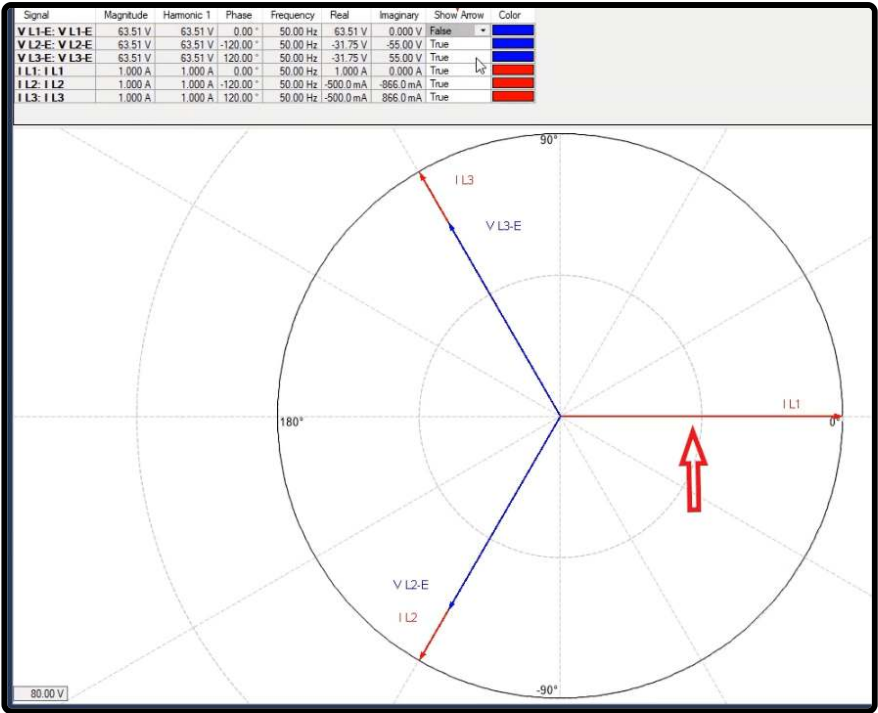 Signal Magnitude Harmonic 1 Phase Frequency Real Imaginary Show Arrow Color
V L1-E: V L1-E 63.51 V 63.51 V 0.00 ° 50.00 Hz 63.51 V 0.000 V False
V L2-E: V L2-E 63.51 V 63.51 V -120.00 ° 50.00 Hz -31.75 V -55.00 V True
V L3-E: V L3-E 63.51 V 63.51 V 120.00 ° 50.00 Hz -31.75 V 55.00 V True
I L1: I L1 1.000 A 1.000 A 0.00 ° 50.00 Hz 1.000 A 0.000 A True
I L2: I L2 1.000 A 1.000 A -120.00 ° 50.00 Hz -500.0 mA -866.0 mA True
I L3: I L3 1.000 A 1.000 A 120.00 ° 50.00 Hz -500.0 mA 866.0 mA True
90°
I L3
V L3-E
I L1
180° 0°
V L2-E
I L2
-90°
80.00 V